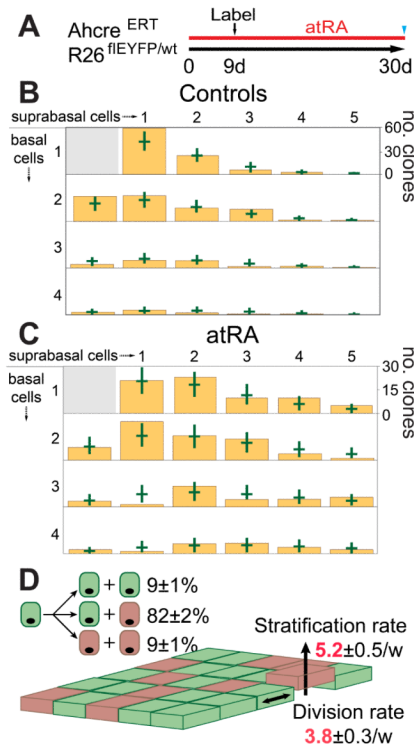 A
Ahcre ERT
R26 flEYFP/wt
Label
atRA
0 9d 30d
B
Controls
suprabasal cells 1 2 3 4 5
basal cells
no. clones
60
30
0
1
2
3
4
C
atRA
suprabasal cells 1 2 3 4 5
basal cells
no. clones
30
15
0
1
2
3
4
D
+ 9±1%
+ 82±2%
+ 9±1%
Stratification rate
5.2±0.5/w
Division rate
3.8±0.3/w